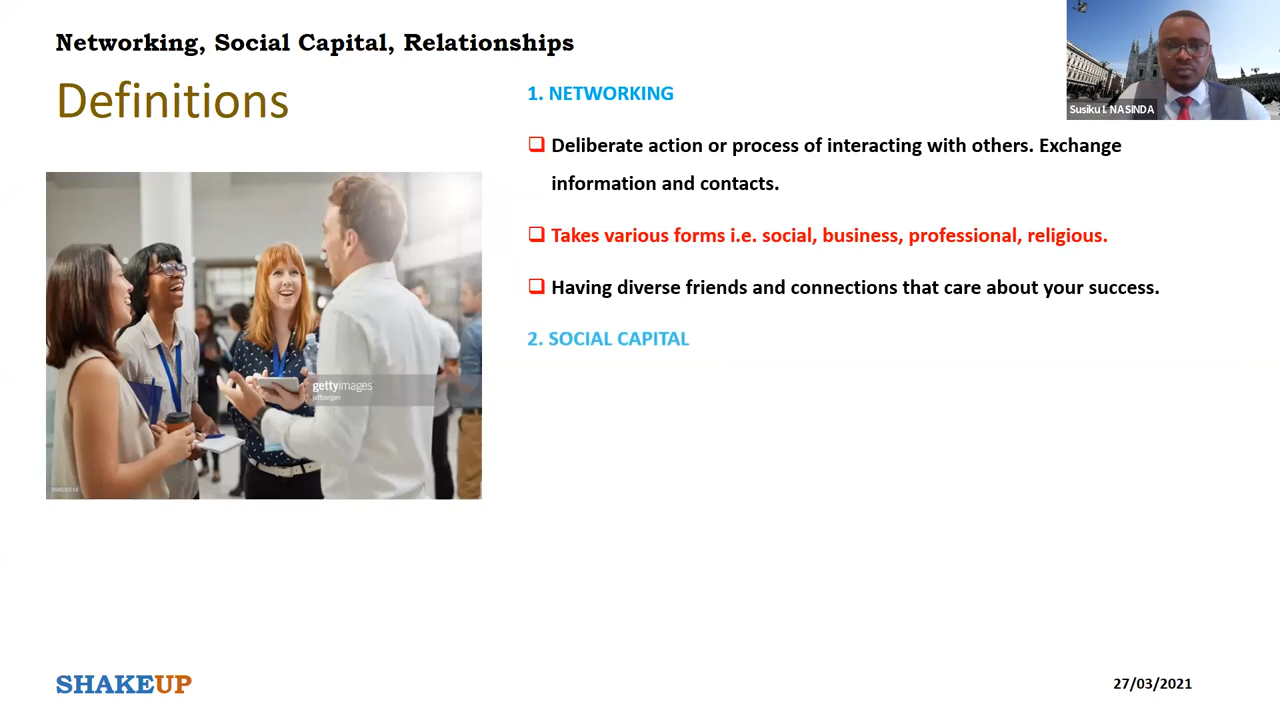 Networking, Social Capital, Relationships
Definitions
Susiku I. NASINDA
1. NETWORKING
❑ Deliberate action or process of interacting with others. Exchange
information and contacts.
❑ Takes various forms i.e. social, business, professional, religious.
❑ Having diverse friends and connections that care about your success.
2. SOCIAL CAPITAL
gettyimages
jeffbergen
SHAKEUP
27/03/2021